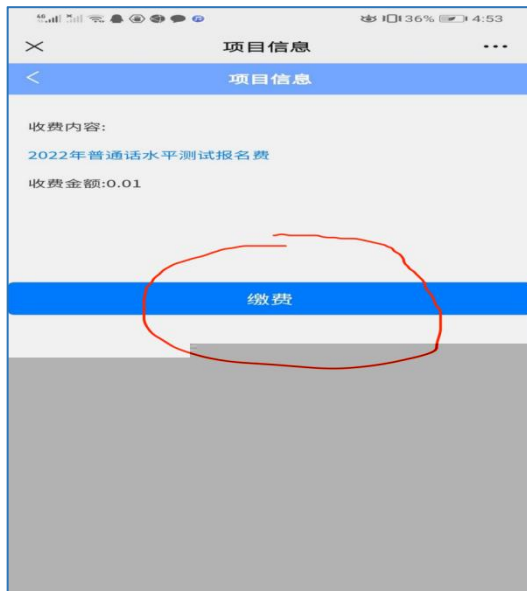 36% 4:53
项目信息
项目信息
收费内容:
2022年普通话水平测试报名费
收费金额:0.01
缴费